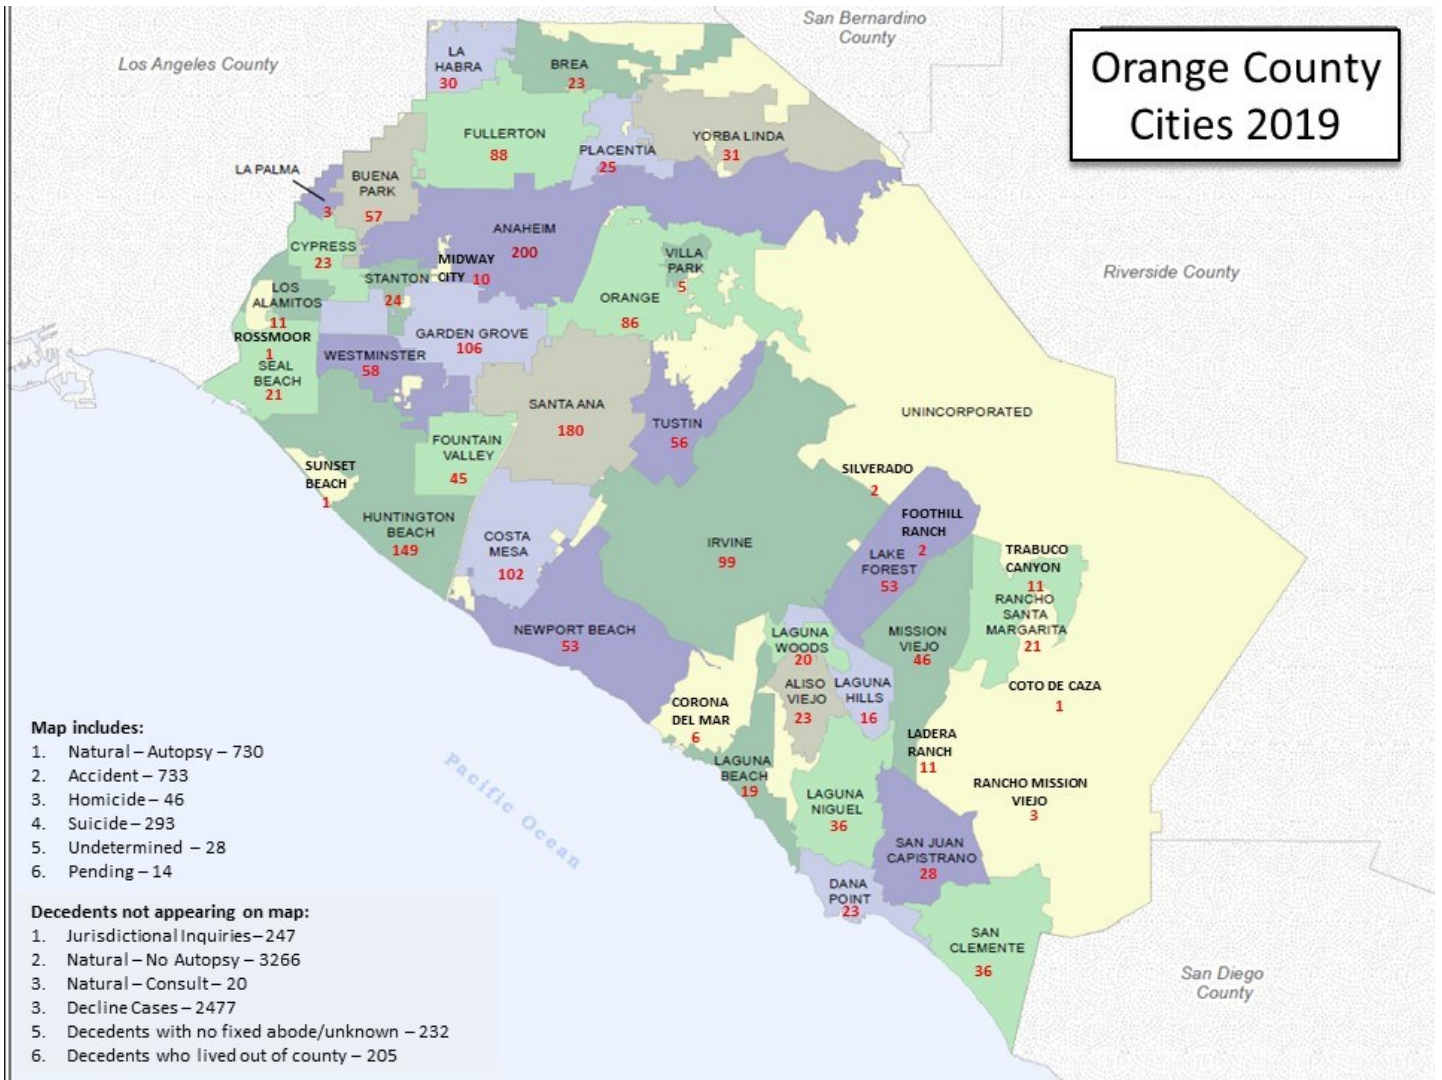 San Bernardino
County
Los Angeles County
Orange County
Cities 2019
LA
HABRA
30
BREA
23
FULLERTON
88
PLACENTIA
25
YORBA LINDA
31
LA PALMA
3
BUENA
PARK
57
ANAHEIM
200
CYPRESS
23
MIDWAY
CITY 10
VILLA
PARK
5
STANTON
24
Riverside County
LOS
ALAMITOS
11
ORANGE
86
ROSSMOOR
1
GARDEN GROVE
106
WESTMINSTER
58
SEAL
BEACH
21
SANTA ANA
180
TUSTIN
56
UNINCORPORATED
FOUNTAIN
VALLEY
45
SUNSET
BEACH
1
SILVERADO
2
HUNTINGTON
BEACH
149
COSTA
MESA
102
IRVINE
99
FOOTHILL
RANCH
2
LAKE
FOREST
53
TRABUCO
CANYON
11
RANCHO
SANTA
MARGARITA
21
NEWPORT BEACH
53
LAGUNA
WOODS
20
MISSION
VIEJO
46
ALISO
VIEJO
23
LAGUNA
HILLS
16
COTO DE CAZA
1
CORONA
DEL MAR
6
LADERA
RANCH
11
LAGUNA
BEACH
19
RANCHO MISSION
VIEJO
3
LAGUNA
NIGUEL
36
SAN JUAN
CAPISTRANO
28
DANA
POINT
23
SAN
CLEMENTE
36
San Diego
County
Pacific Ocean
Map includes:
1. Natural – Autopsy – 730
2. Accident – 733
3. Homicide – 46
4. Suicide – 293
5. Undetermined – 28
6. Pending – 14
Decedents not appearing on map:
1. Jurisdictional Inquiries – 247
2. Natural – No Autopsy – 3266
3. Natural – Consult – 20
3. Decline Cases – 2477
5. Decedents with no fixed abode/unknown – 232
6. Decedents who lived out of county – 205